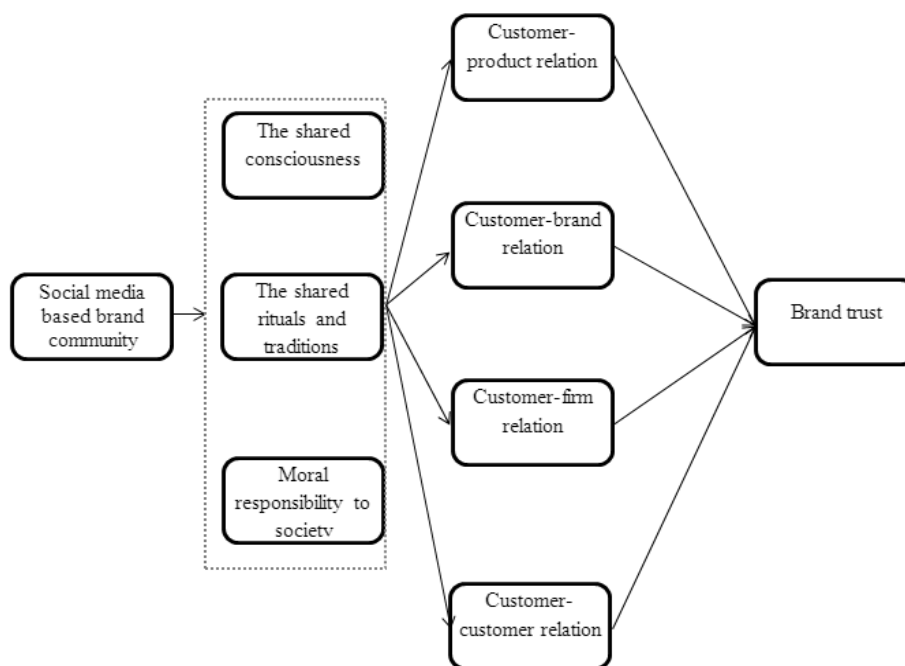 Customer-
product relation
The shared
consciousness
Customer-brand
relation
Social media
based brand
community
The shared
rituals and
traditions
Brand trust
Customer-firm
relation
Moral
responsibility to
society
Customer-
customer relation